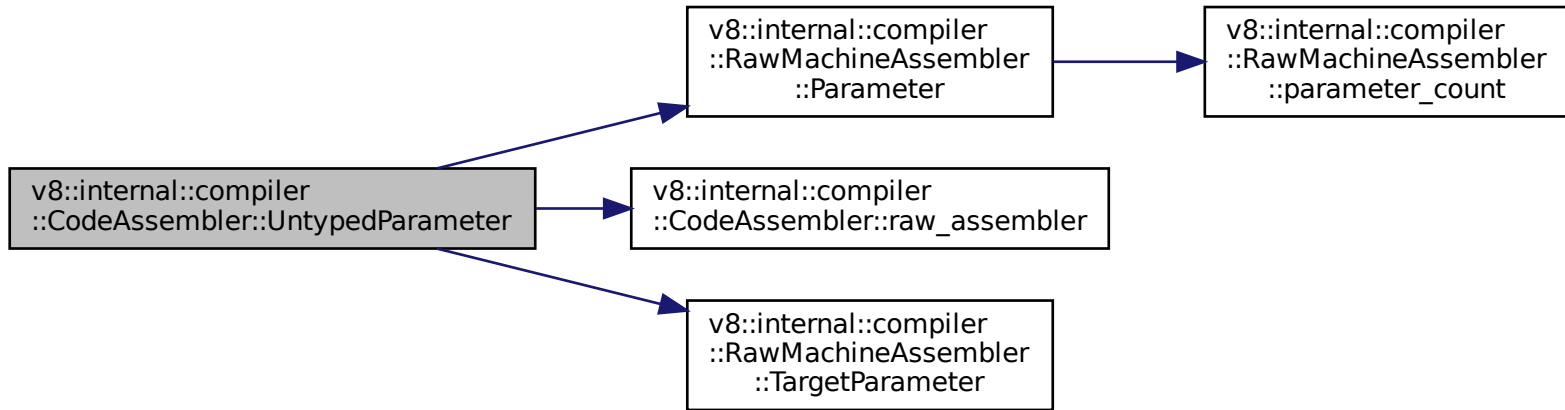 v8::internal::compiler
::CodeAssembler::UntypedParameter
v8::internal::compiler
::RawMachineAssembler
::Parameter
v8::internal::compiler
::RawMachineAssembler
::parameter_count
v8::internal::compiler
::CodeAssembler::raw_assembler
v8::internal::compiler
::RawMachineAssembler
::TargetParameter